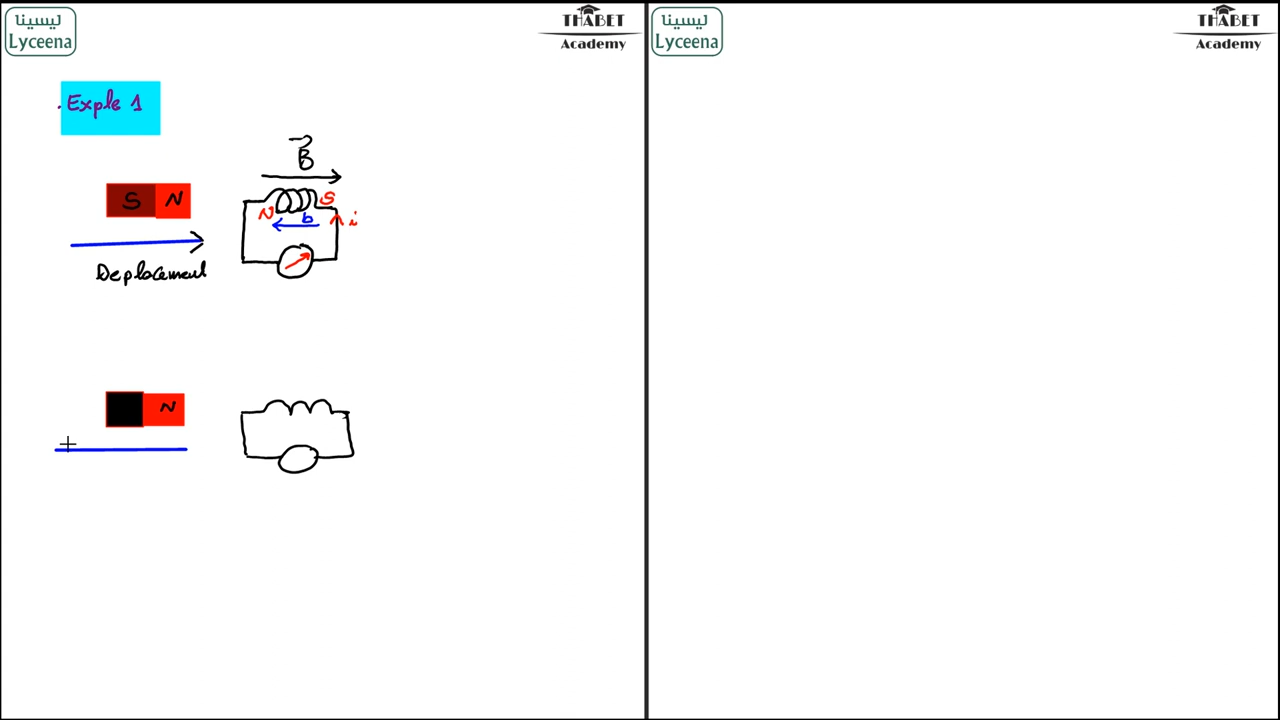 ليسينا
Lyceena
THABET
Academy
ليسينا
Lyceena
THABET
Academy
. Exple 1
B
S N
N S
b i
Deplacement
N